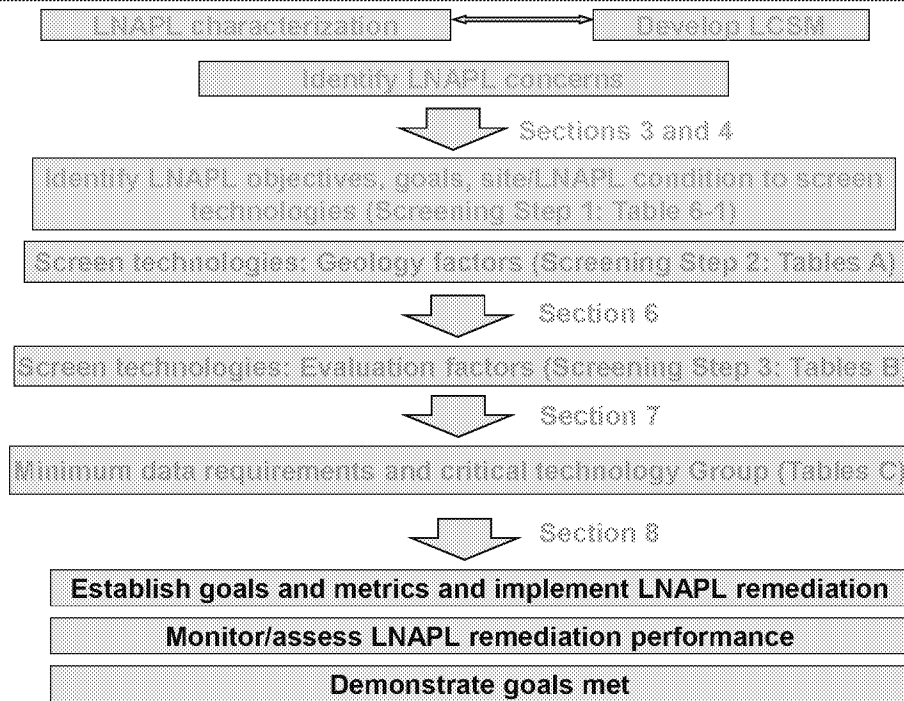 LNAPL characterization
Develop LCSM
Identify LNAPL concerns
Sections 3 and 4
Identify LNAPL objectives, goals, site/LNAPL condition to screen
technologies (Screening Step 1: Table 6-1)
Screen technologies: Geology factors (Screening Step 2: Tables A)
Section 6
Screen technologies: Evaluation factors (Screening Step 3: Tables B)
Section 7
Minimum data requirements and critical technology Group (Tables C)
Section 8
Establish goals and metrics and implement LNAPL remediation
Monitor/assess LNAPL remediation performance
Demonstrate goals met